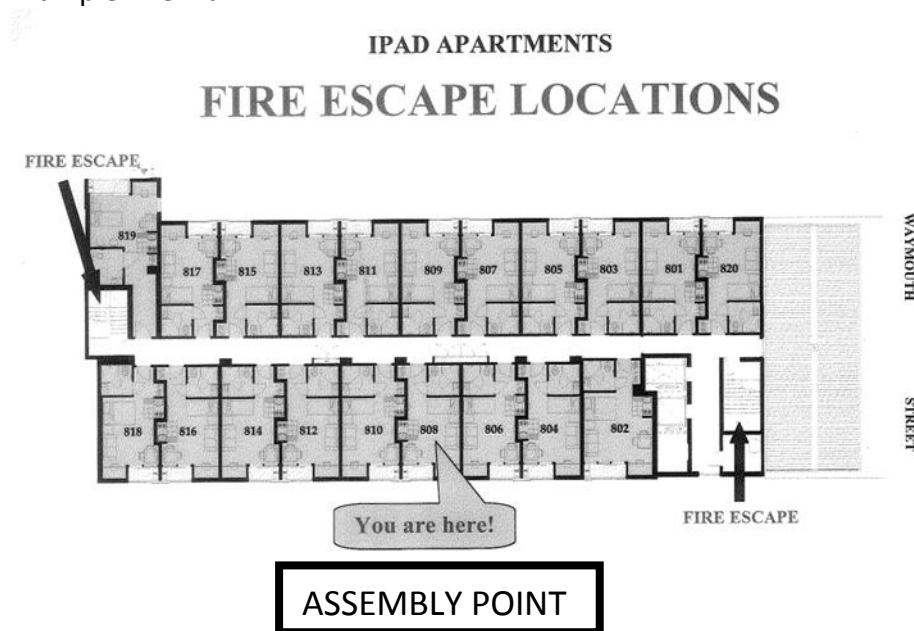 IPAD APARTMENTS
FIRE ESCAPE LOCATIONS
FIRE ESCAPE
819
817 815 813 811 809 807 805 803 801 820
WAYMOUTH
STREET
818 816 814 812 810 808 806 804 802
You are here!
FIRE ESCAPE
ASSEMBLY POINT